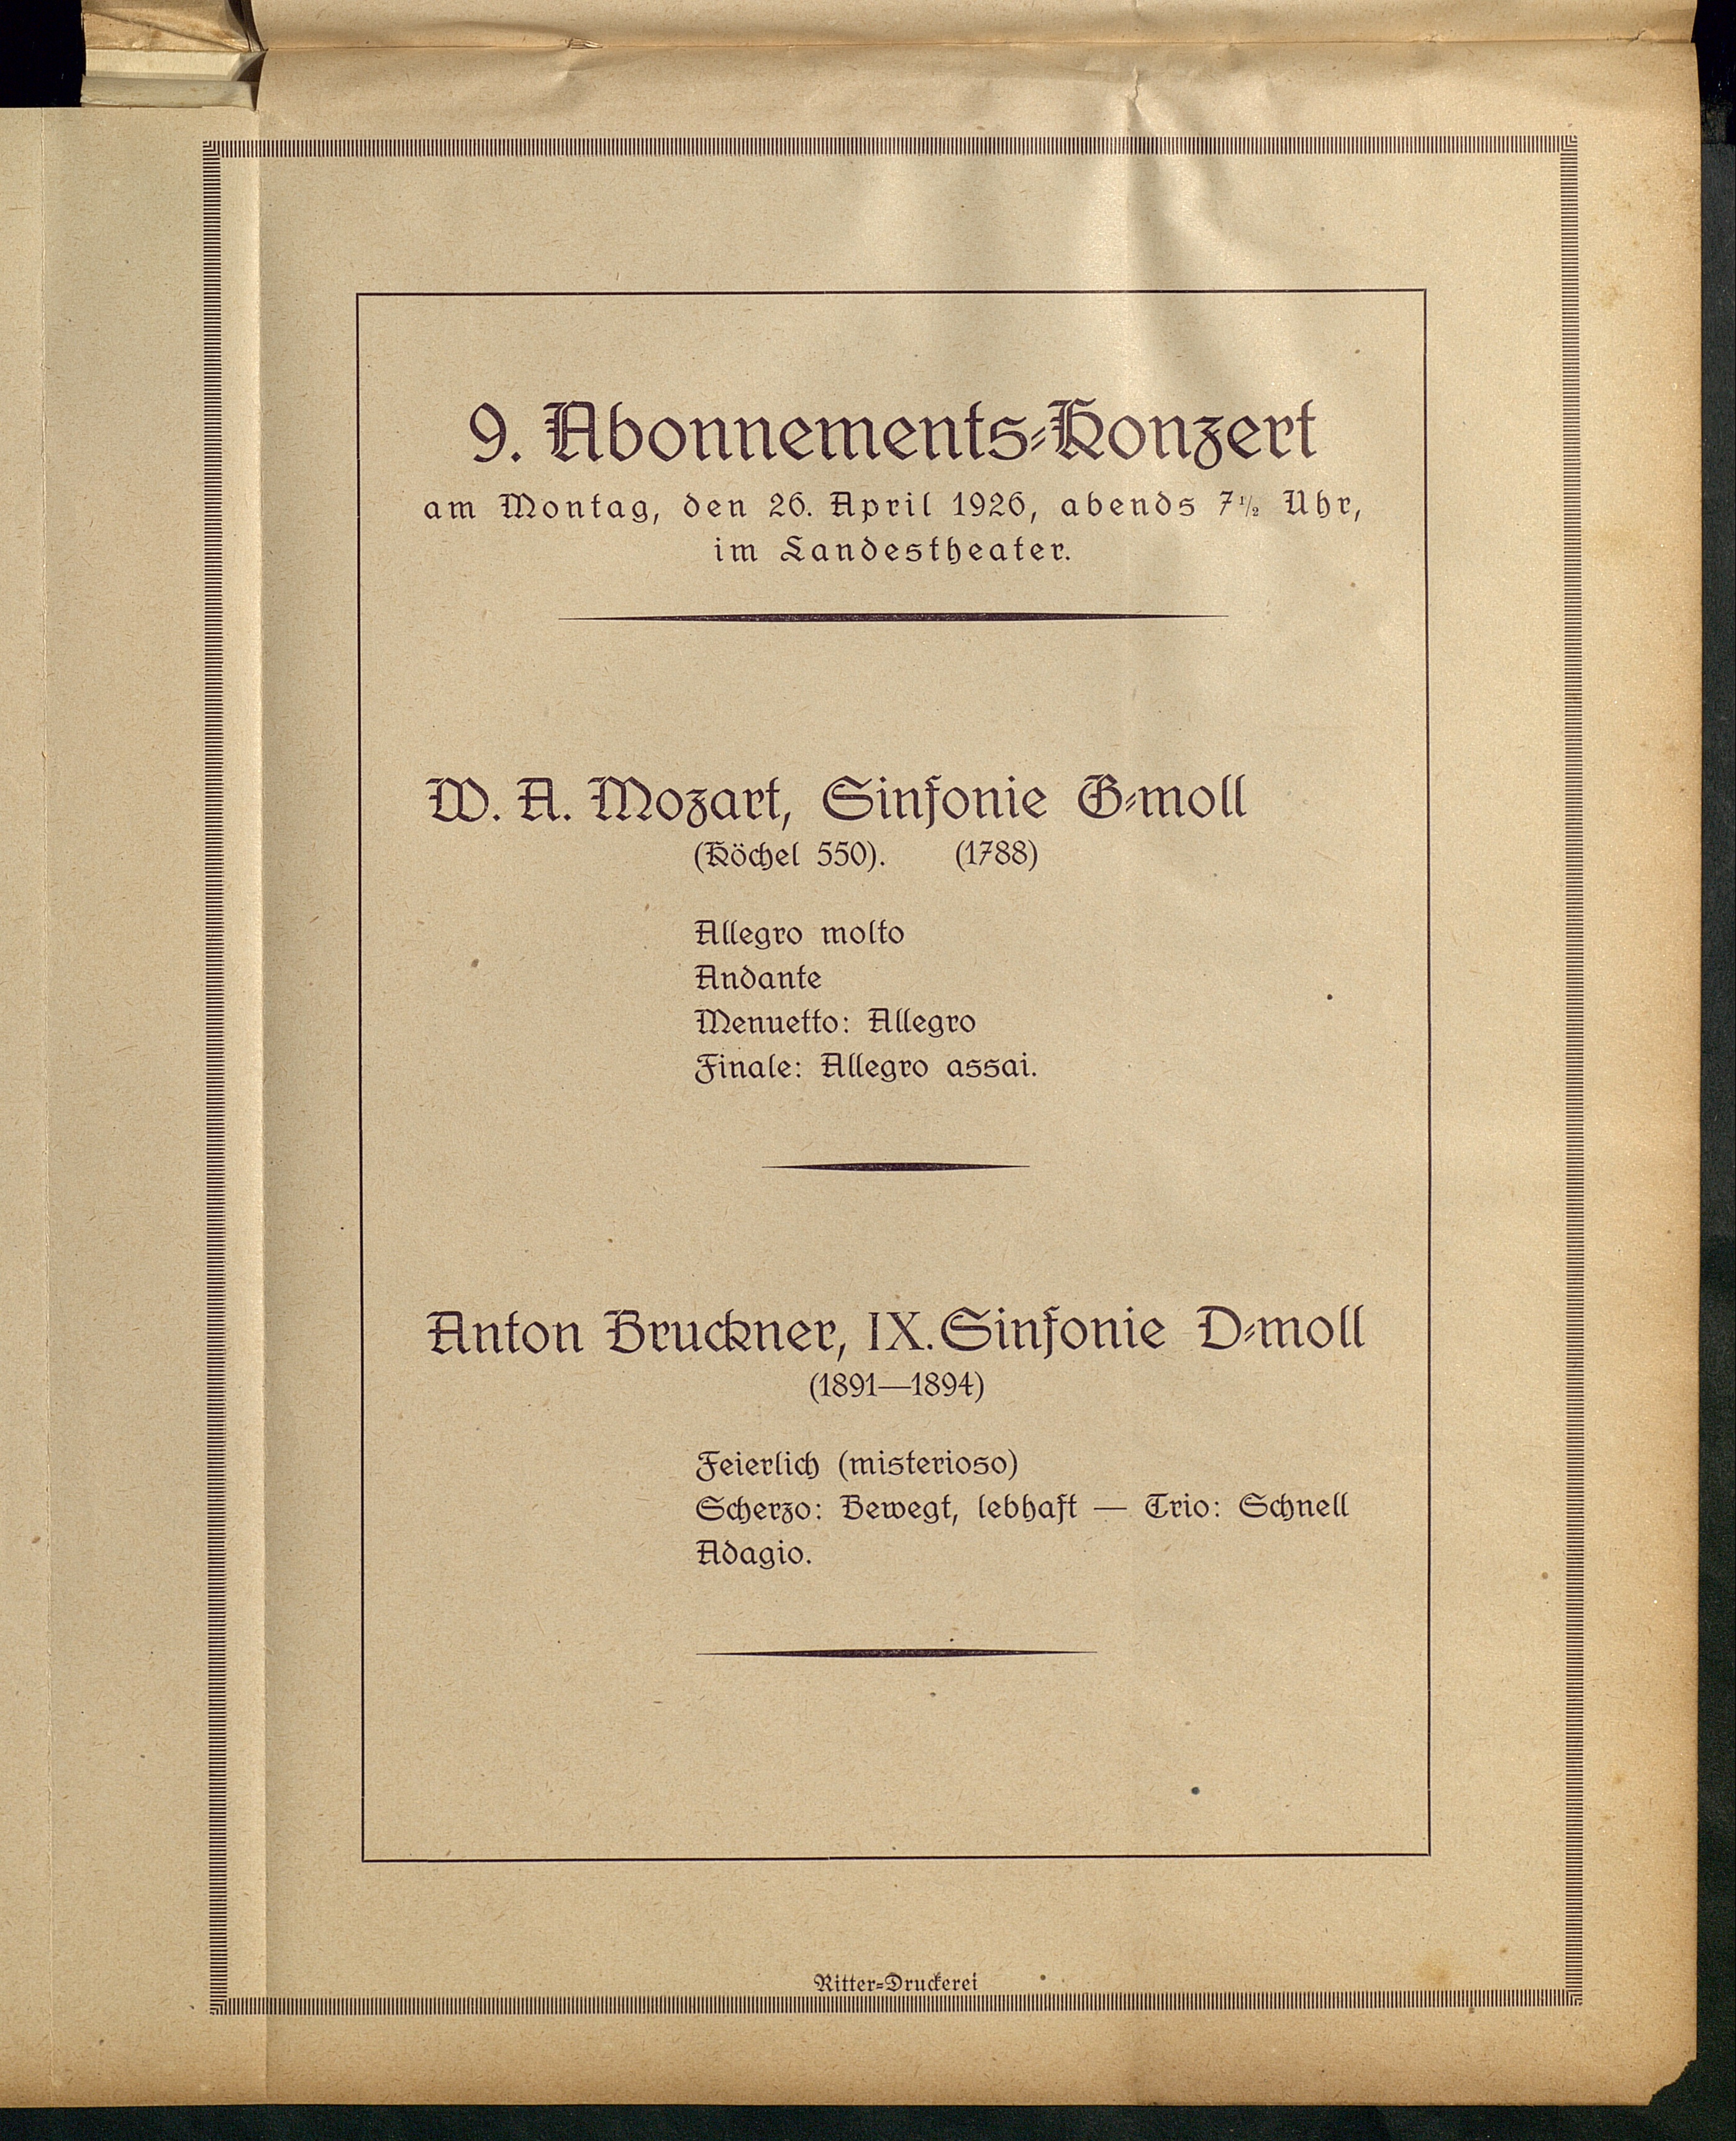 9. Abonnements-Konzert
am Montag, den 26. April 1926, abends 7 1/2 Uhr,
im Landestheater.
W. A. Mozart, Sinfonie G-moll
(Köchel 550). (1788)
Allegro molto
Andante
Menuetto: Allegro
Finale: Allegro assai.
Anton Bruckner, IX. Sinfonie D-moll
(1891—1894)
Feierlich (misterioso)
Scherzo: Bewegt, lebhaft — Trio: Schnell
Adagio.
Ritter-Druckerei